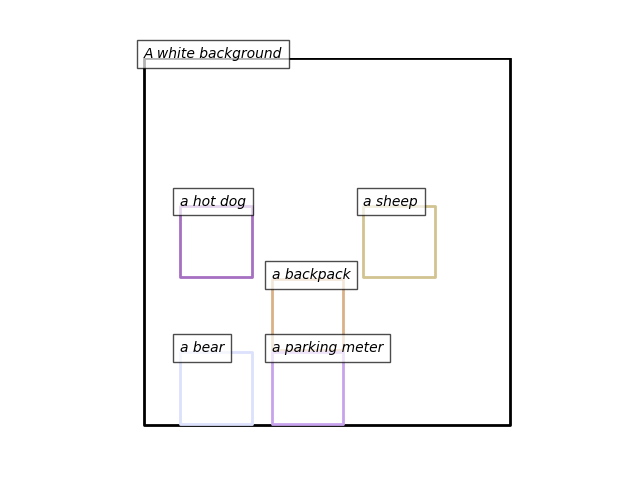 A white background
a hot dog
a sheep
a backpack
a bear
a parking meter